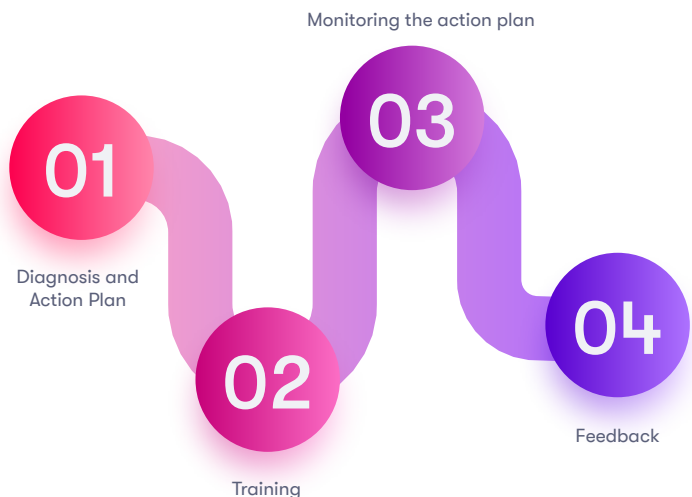 Monitoring the action plan
03
01
Diagnosis and
Action Plan
02
Training
04
Feedback